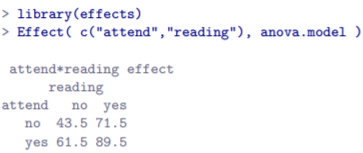 > library(effects)
> Effect( c("attend","reading"), anova.model )
attend*reading effect
reading
attend no yes
no 43.5 71.5
yes 61.5 89.5